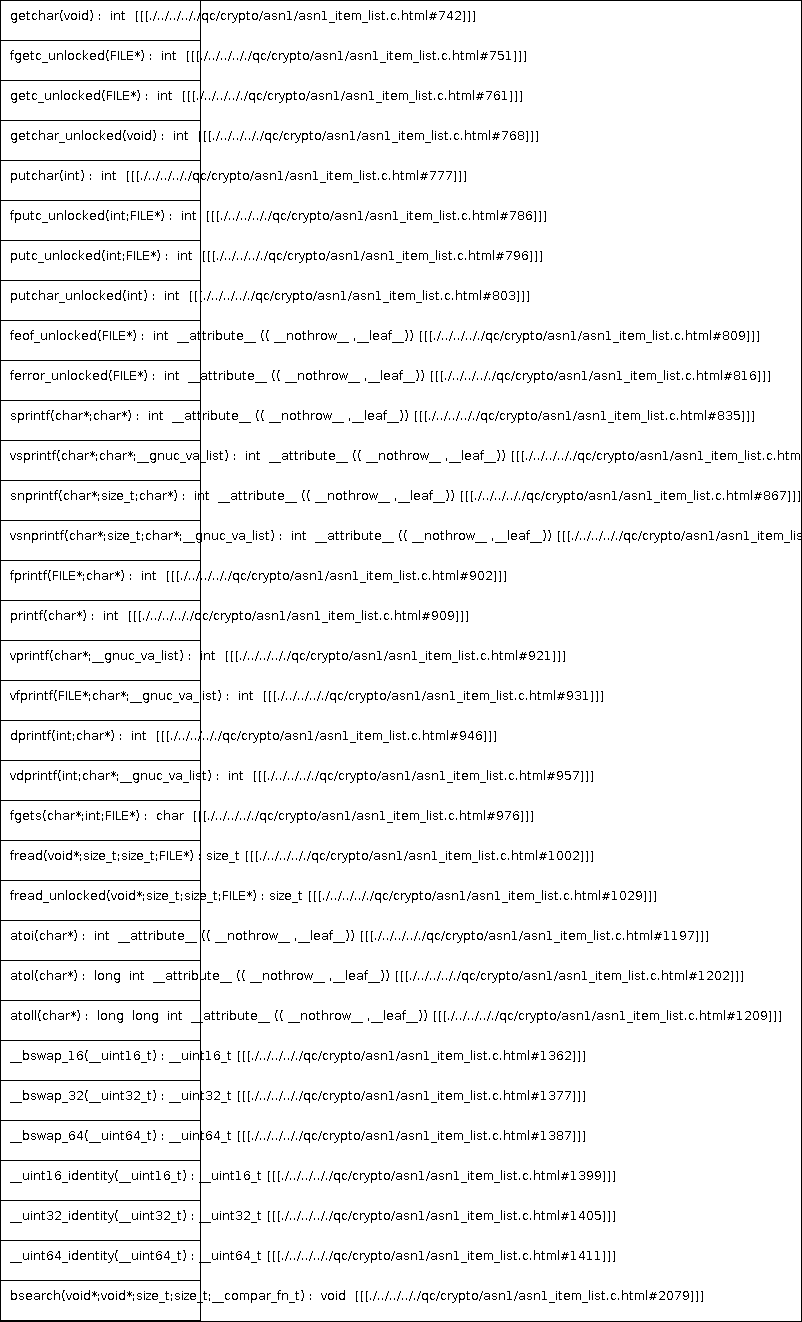 getchar(void) : int [[[./../../././qc/crypto/asn1/asn1_item_list.c.html#742]]]
fgetc_unlocked(FILE*) : int [[[./../../././qc/crypto/asn1/asn1_item_list.c.html#751]]]
getc_unlocked(FILE*) : int [[[./../../././qc/crypto/asn1/asn1_item_list.c.html#761]]]
getchar_unlocked(void) : int [[[./../../././qc/crypto/asn1/asn1_item_list.c.html#768]]]
putchar(int) : int [[[./../../././qc/crypto/asn1/asn1_item_list.c.html#777]]]
fputc_unlocked(int;FILE*) : int [[[./../../././qc/crypto/asn1/asn1_item_list.c.html#786]]]
putc_unlocked(int;FILE*) : int [[[./../../././qc/crypto/asn1/asn1_item_list.c.html#796]]]
putchar_unlocked(int) : int [[[./../../././qc/crypto/asn1/asn1_item_list.c.html#803]]]
feof_unlocked(FILE*) : int __attribute__ (( __nothrow__ ,__leaf__)) [[[./../../././qc/crypto/asn1/asn1_item_list.c.html#809]]]
ferror_unlocked(FILE*) : int __attribute__ (( __nothrow__ ,__leaf__)) [[[./../../././qc/crypto/asn1/asn1_item_list.c.html#816]]]
sprintf(char*;char*) : int __attribute__ (( __nothrow__ ,__leaf__)) [[[./../../././qc/crypto/asn1/asn1_item_list.c.html#835]]]
vsprintf(char*;char*;__gnuc_va_list) : int __attribute__ (( __nothrow__ ,__leaf__)) [[[./../../././qc/crypto/asn1/asn1_item_list.c.htm
snprintf(char*;size_t;char*) : int __attribute__ (( __nothrow__ ,__leaf__)) [[[./../../././qc/crypto/asn1/asn1_item_list.c.html#867]]]
vsnprintf(char*;size_t;char*;__gnuc_va_list) : int __attribute__ (( __nothrow__ ,__leaf__)) [[[./../../././qc/crypto/asn1/asn1_item_lis
fprintf(FILE*;char*) : int [[[./../../././qc/crypto/asn1/asn1_item_list.c.html#902]]]
printf(char*) : int [[[./../../././qc/crypto/asn1/asn1_item_list.c.html#909]]]
vprintf(char*;__gnuc_va_list) : int [[[./../../././qc/crypto/asn1/asn1_item_list.c.html#921]]]
vfprintf(FILE*;char*;__gnuc_va_list) : int [[[./../../././qc/crypto/asn1/asn1_item_list.c.html#931]]]
dprintf(int;char*) : int [[[./../../././qc/crypto/asn1/asn1_item_list.c.html#946]]]
vdprintf(int;char*;__gnuc_va_list) : int [[[./../../././qc/crypto/asn1/asn1_item_list.c.html#957]]]
fgets(char*;int;FILE*) : char [[[./../../././qc/crypto/asn1/asn1_item_list.c.html#976]]]
fread(void*;size_t;size_t;FILE*) : size_t [[[./../../././qc/crypto/asn1/asn1_item_list.c.html#1002]]]
fread_unlocked(void*;size_t;size_t;FILE*) : size_t [[[./../../././qc/crypto/asn1/asn1_item_list.c.html#1029]]]
atoi(char*) : int __attribute__ (( __nothrow__ ,__leaf__)) [[[./../../././qc/crypto/asn1/asn1_item_list.c.html#1197]]]
atol(char*) : long int __attribute__ (( __nothrow__ ,__leaf__)) [[[./../../././qc/crypto/asn1/asn1_item_list.c.html#1202]]]
atoll(char*) : long long int __attribute__ (( __nothrow__ ,__leaf__)) [[[./../../././qc/crypto/asn1/asn1_item_list.c.html#1209]]]
__bswap_16(__uint16_t) : __uint16_t [[[./../../././qc/crypto/asn1/asn1_item_list.c.html#1362]]]
__bswap_32(__uint32_t) : __uint32_t [[[./../../././qc/crypto/asn1/asn1_item_list.c.html#1377]]]
__bswap_64(__uint64_t) : __uint64_t [[[./../../././qc/crypto/asn1/asn1_item_list.c.html#1387]]]
__uint16_identity(__uint16_t) : __uint16_t [[[./../../././qc/crypto/asn1/asn1_item_list.c.html#1399]]]
__uint32_identity(__uint32_t) : __uint32_t [[[./../../././qc/crypto/asn1/asn1_item_list.c.html#1405]]]
__uint64_identity(__uint64_t) : __uint64_t [[[./../../././qc/crypto/asn1/asn1_item_list.c.html#1411]]]
bsearch(void*;void*;size_t;size_t;__compar_fn_t) : void [[[./../../././qc/crypto/asn1/asn1_item_list.c.html#2079]]]